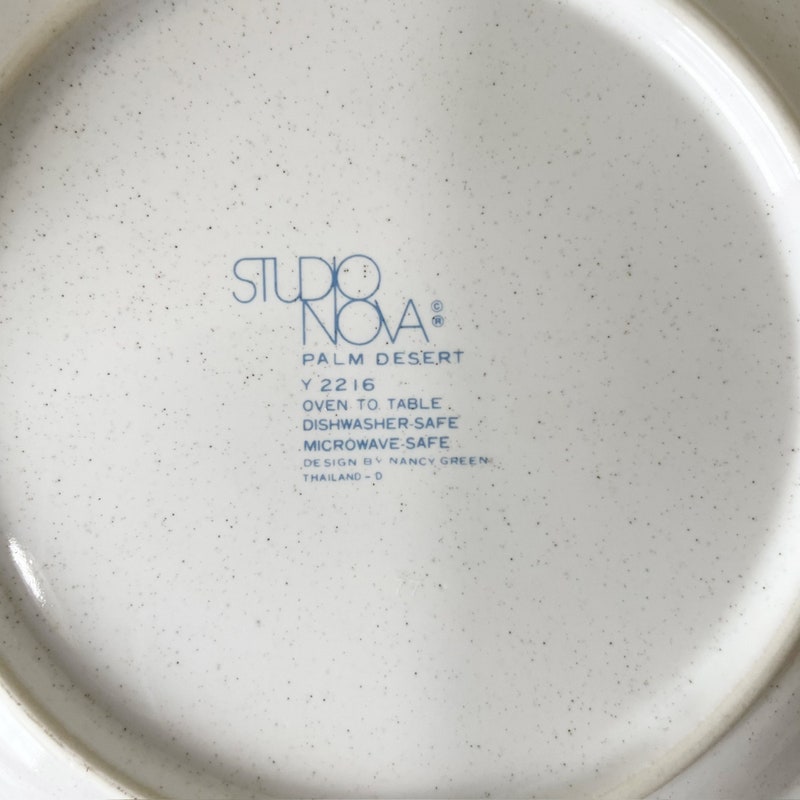 STUDIO
NOVA ©®
PALM DESERT
Y 2216
OVEN TO TABLE
DISHWASHER-SAFE
MICROWAVE-SAFE
DESIGN BY NANCY GREEN
THAILAND - D